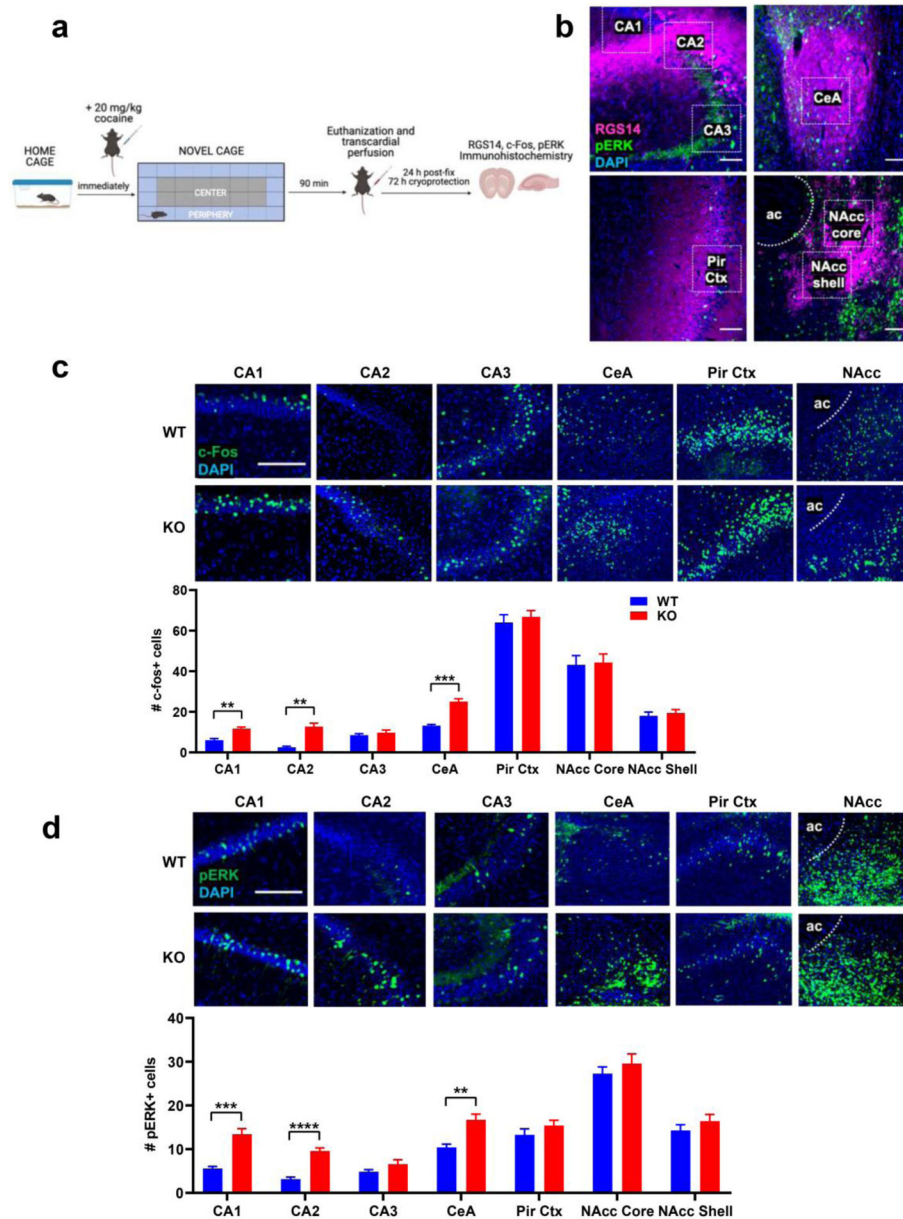 a
+ 20 mg/kg
cocaine
HOME
CAGE
immediately
NOVEL CAGE
CENTER
PERIPHERY
90 min
Euthanization and
transcardial
perfusion
24 h post-fix
72 h cryoprotection
RGS14, c-Fos, pERK
Immunohistochemistry
b
CA1
CA2
CA3
RGS14
pERK
DAPI
CeA
Pir
Ctx
ac
NAcc
core
NAcc
shell
c
CA1 CA2 CA3 CeA Pir Ctx NAcc
WT
c-Fos
DAPI
ac
KO
ac
# c-fos+ cells
80
60
40
20
0
** ** ***
WT
KO
CA1 CA2 CA3 CeA Pir Ctx NAcc Core NAcc Shell
d
CA1 CA2 CA3 CeA Pir Ctx NAcc
WT
pERK
DAPI
ac
KO
ac
# pERK+ cells
40
30
20
10
0
*** **** **
CA1 CA2 CA3 CeA Pir Ctx NAcc Core NAcc Shell